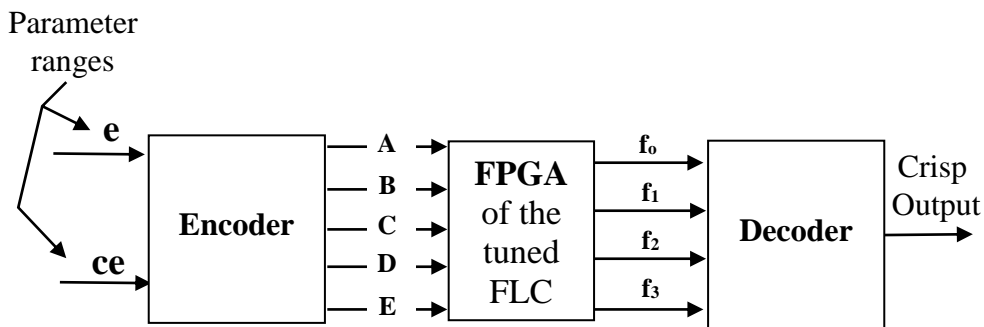 Parameter
ranges
e
ce
Encoder
A
B
C
D
E
FPGA
of the
tuned
FLC
fo
f1
f2
f3
Decoder
Crisp
Output